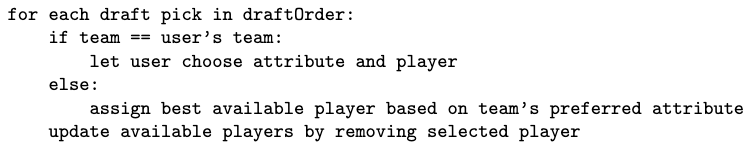 for each draft pick in draftOrder:
    if team == user's team:
        let user choose attribute and player
    else:
        assign best available player based on team's preferred attribute
    update available players by removing selected player